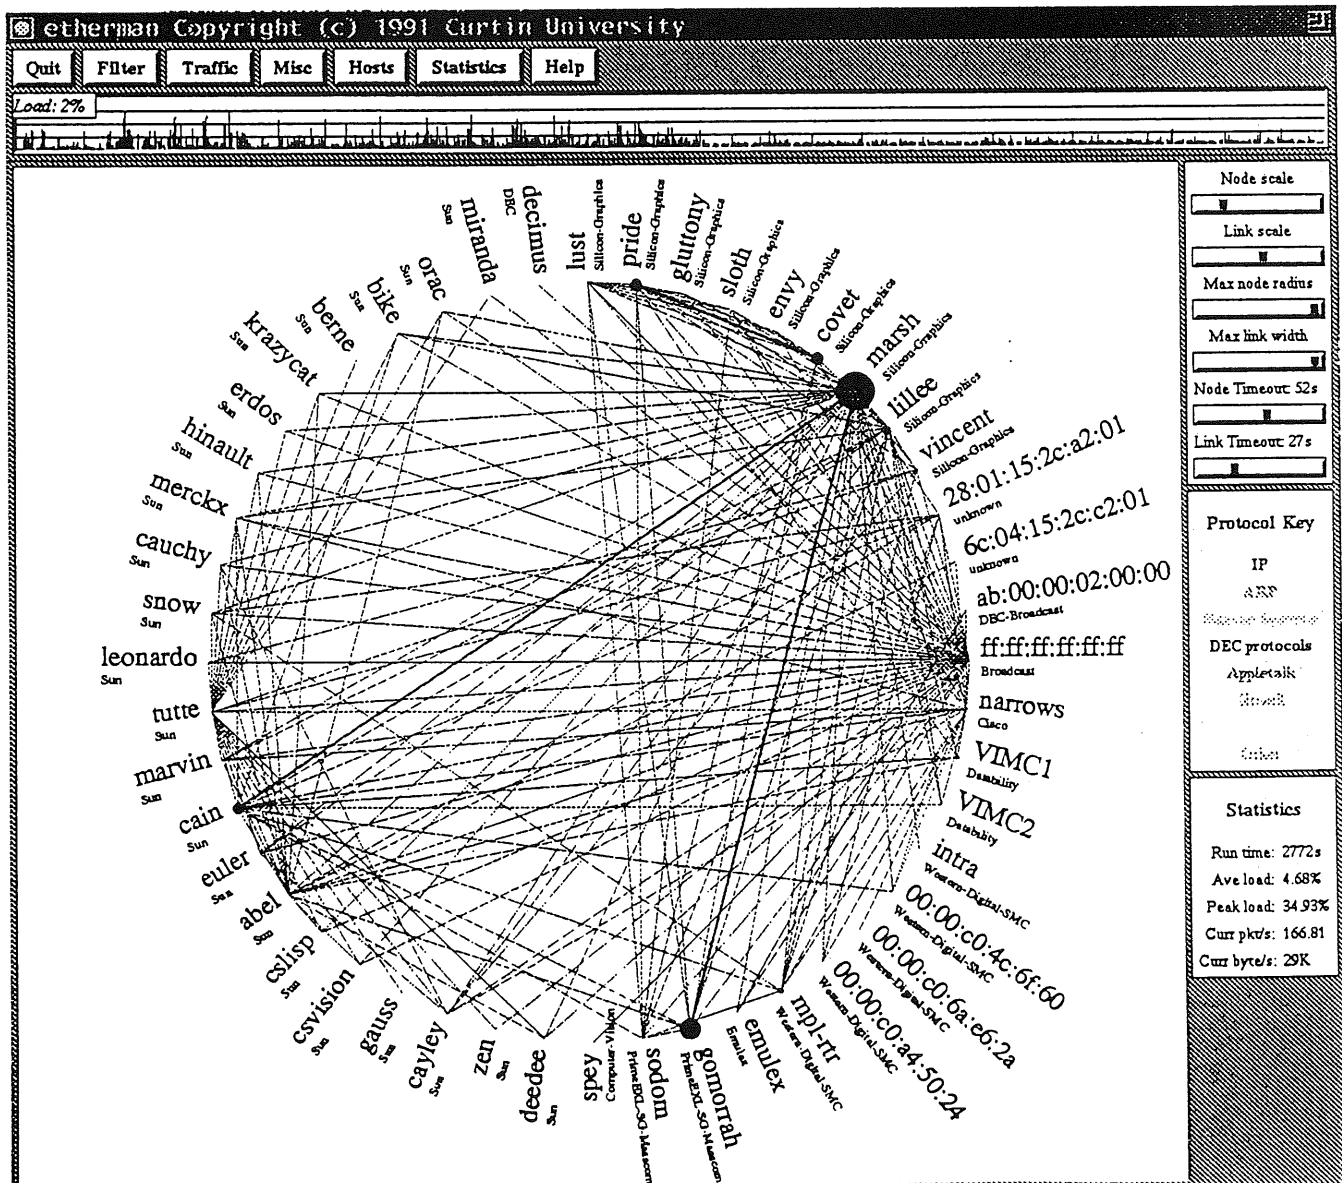 etherman Copyright (c) 1991 Curtin University
Quit Filter Traffic Misc Hosts Statistics Help
Load: 2%
lust
Silicon-Graphics
pride
Silicon-Graphics
gluttony
Silicon-Graphics
sloth
Silicon-Graphics
envy
Silicon-Graphics
covet
Silicon-Graphics
marsh
Silicon-Graphics
lillee
Silicon-Graphics
vincent
Silicon-Graphics
28:01:15:2c:a2:01
unknown
6c:04:15:2c:c2:01
unknown
ab:00:00:02:00:00
DEC-Broadcast
ff:ff:ff:ff:ff:ff
Broadcast
narrows
Cisco
VIMC1
Datability
VIMC2
Datability
intra
Western-Digital-SMC
00:00:c0:4c:6f:60
Western-Digital-SMC
00:00:c0:6a:e6:2a
Western-Digital-SMC
00:00:c0:a4:50:24
Western-Digital-SMC
mpl-rtr
Western-Digital-SMC
emulex
Emulex
gomorrah
PrimeEXL-SG-Masscom
sodom
PrimeEXL-SG-Masscom
spey
Computer-Vision
deedee
Sun
zen
Sun
cayley
Sun
gauss
Sun
csvision
Sun
cslisp
Sun
abel
Sun
euler
Sun
cain
Sun
marvin
Sun
tutte
Sun
leonardo
Sun
snow
Sun
cauchy
Sun
merckx
Sun
hinault
Sun
erdos
Sun
krazycat
Sun
berne
Sun
bike
Sun
orac
Sun
miranda
Sun
decimus
DEC
Node scale
Link scale
Max node radius
Max link width
Node Timeout: 52s
Link Timeout: 27s
Protocol Key
IP
ARP
DEC protocols
Appletalk
Statistics
Run time: 2772s
Ave load: 4.68%
Peak load: 34.93%
Curr pkt/s: 166.81
Curr byte/s: 29K